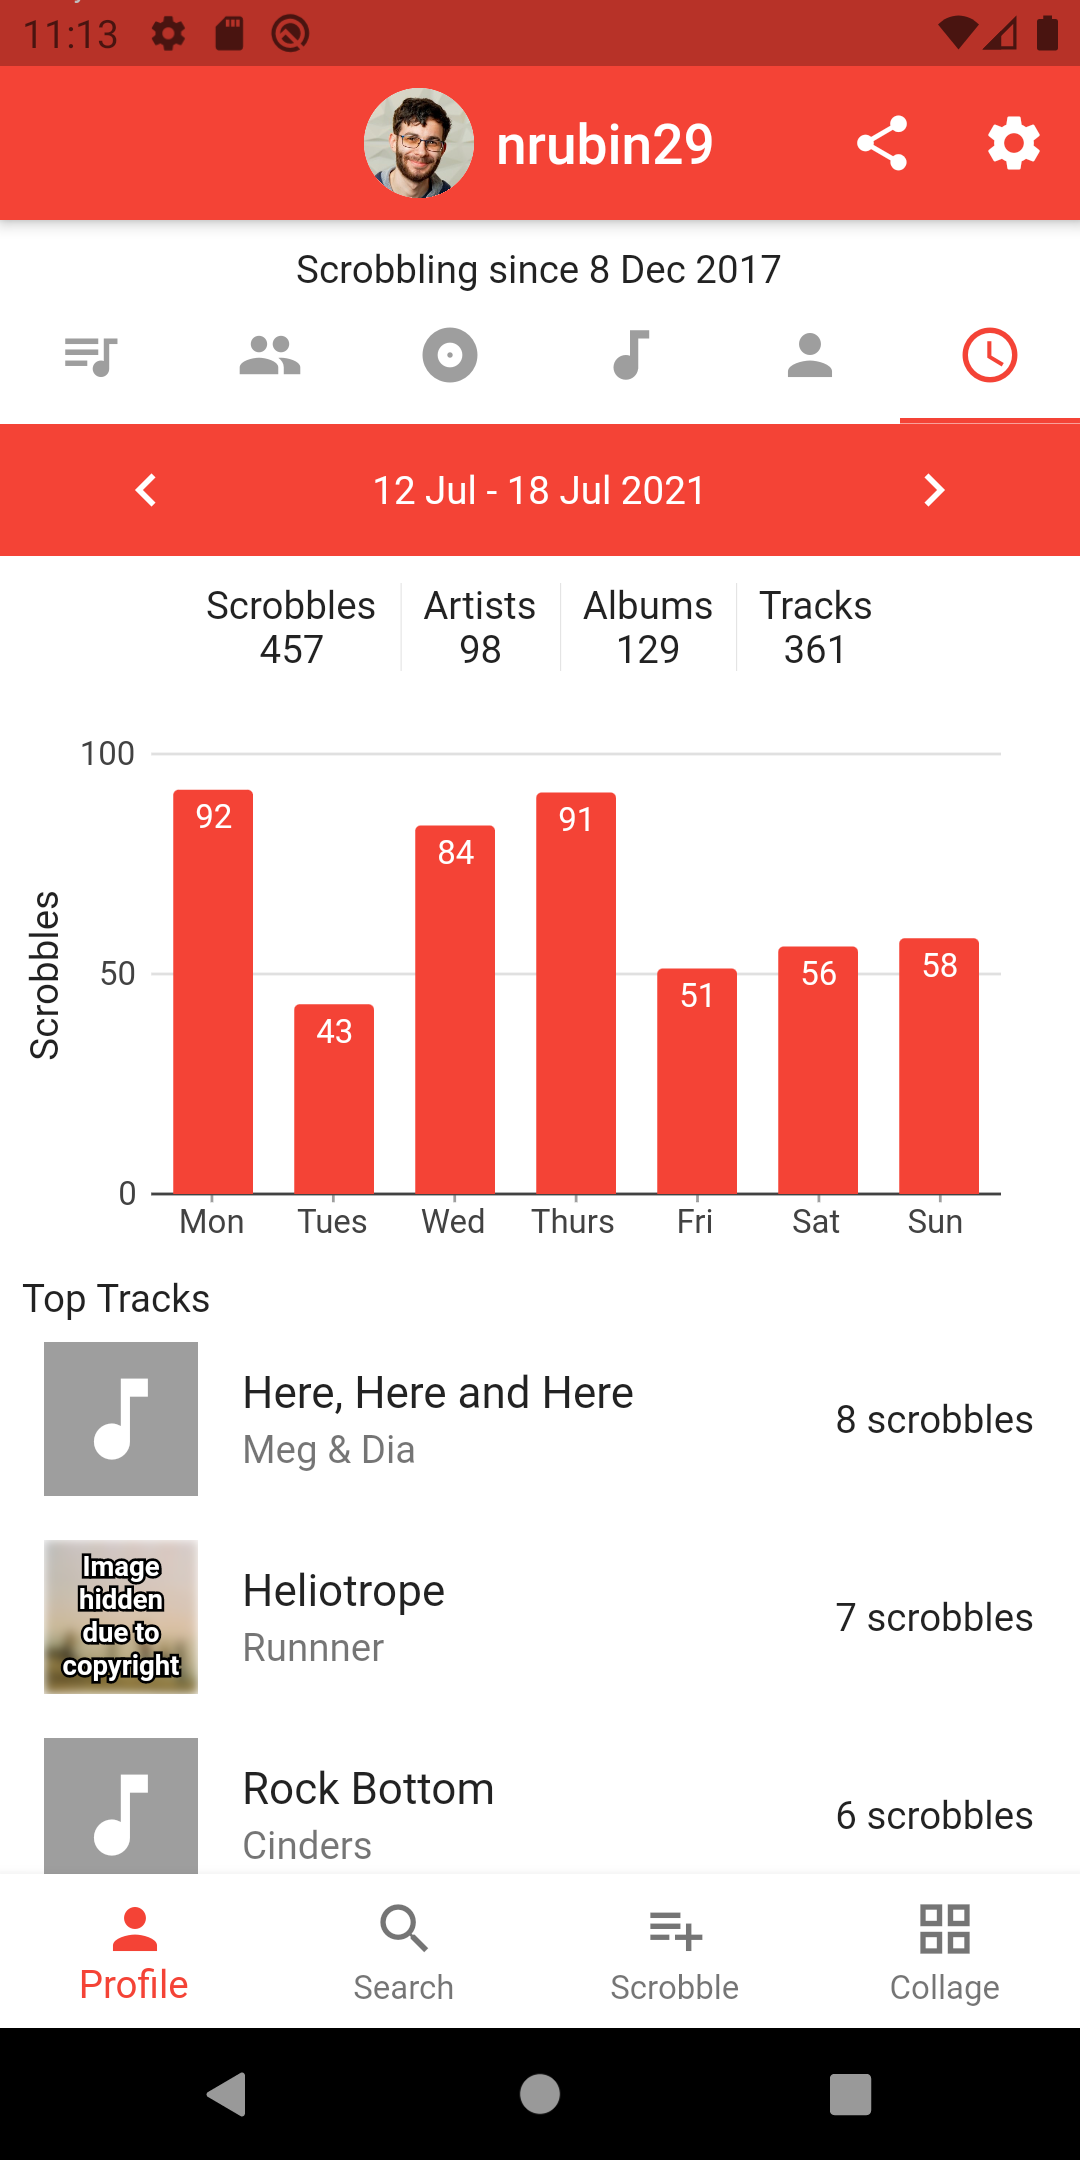 11:13
nrubin29
Scrobbling since 8 Dec 2017
12 Jul - 18 Jul 2021
Scrobbles Artists Albums Tracks
457 98 129 361
Scrobbles
100
50
0
92 43 84 91 51 56 58
Mon Tues Wed Thurs Fri Sat Sun
Top Tracks
Here, Here and Here
Meg & Dia
8 scrobbles
Image
hidden
due to
copyright
Heliotrope
Runnner
7 scrobbles
Rock Bottom
Cinders
6 scrobbles
Profile Search Scrobble Collage